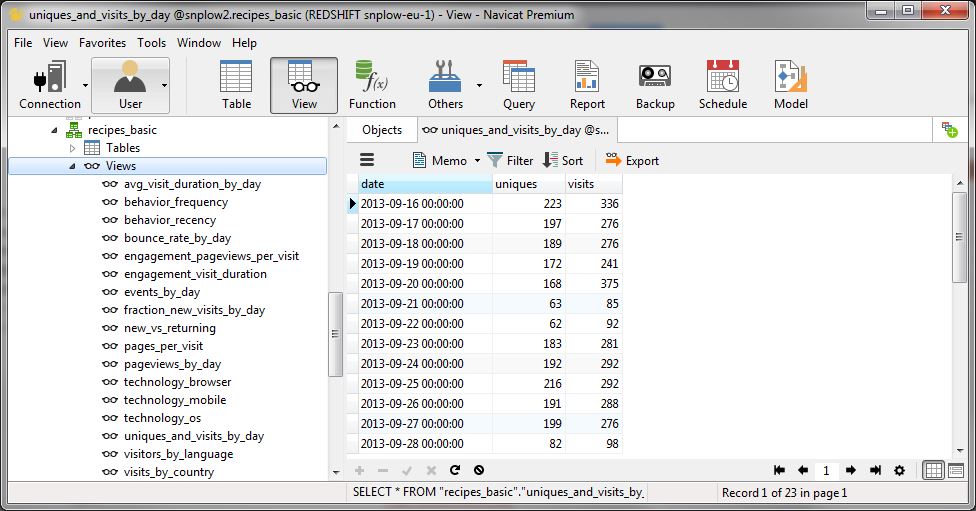 uniques_and_visits_by_day @snplow2.recipes_basic (REDSHIFT snplow-eu-1) - View - Navicat Premium
File View Favorites Tools Window Help
Connection User Table View Function Others Query Report Backup Schedule Model
recipes_basic
Tables
Views
avg_visit_duration_by_day
behavior_frequency
behavior_recency
bounce_rate_by_day
engagement_pageviews_per_visit
engagement_visit_duration
events_by_day
fraction_new_visits_by_day
new_vs_returning
pages_per_visit
pageviews_by_day
technology_browser
technology_mobile
technology_os
uniques_and_visits_by_day
visitors_by_language
visits_by_country
Objects uniques_and_visits_by_day @s...
Memo Filter Sort Export
date uniques visits
2013-09-16 00:00:00 223 336
2013-09-17 00:00:00 197 276
2013-09-18 00:00:00 189 276
2013-09-19 00:00:00 172 241
2013-09-20 00:00:00 168 375
2013-09-21 00:00:00 63 85
2013-09-22 00:00:00 62 92
2013-09-23 00:00:00 183 281
2013-09-24 00:00:00 192 292
2013-09-25 00:00:00 216 292
2013-09-26 00:00:00 191 288
2013-09-27 00:00:00 199 276
2013-09-28 00:00:00 82 98
1
SELECT * FROM "recipes_basic"."uniques_and_visits_by_ Record 1 of 23 in page 1